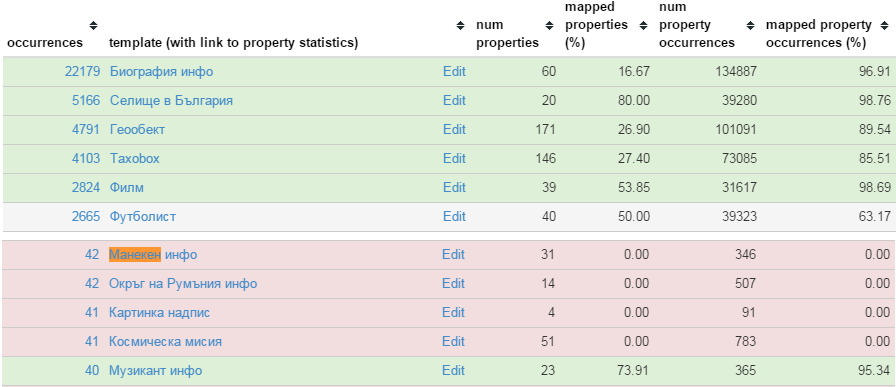 occurrences template (with link to property statistics) num properties mapped properties (%) num property occurrences mapped property occurrences (%)
22179 Биография инфо Edit 60 16.67 134887 96.91
5166 Селище в България Edit 20 80.00 39280 98.76
4791 Геообект Edit 171 26.90 101091 89.54
4103 Taxobox Edit 146 27.40 73085 85.51
2824 Филм Edit 39 53.85 31617 98.69
2665 Футболист Edit 40 50.00 39323 63.17
42 Манекен инфо Edit 31 0.00 346 0.00
42 Окръг на Румъния инфо Edit 14 0.00 507 0.00
41 Картинка надпис Edit 4 0.00 91 0.00
41 Космическа мисия Edit 51 0.00 783 0.00
40 Музикант инфо Edit 23 73.91 365 95.34